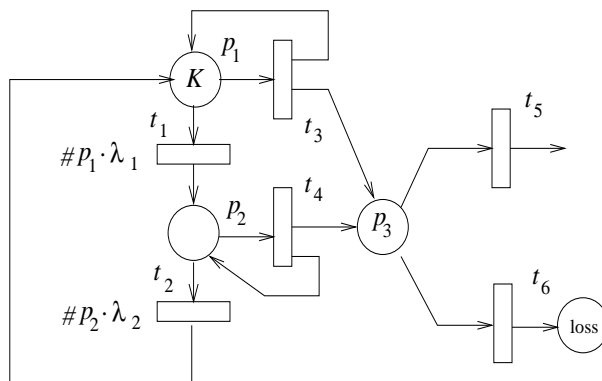 p₁
K
t₁
t₃
t₅
#p₁·λ₁
p₂
t₄
p₃
t₂
t₆
#p₂·λ₂
loss